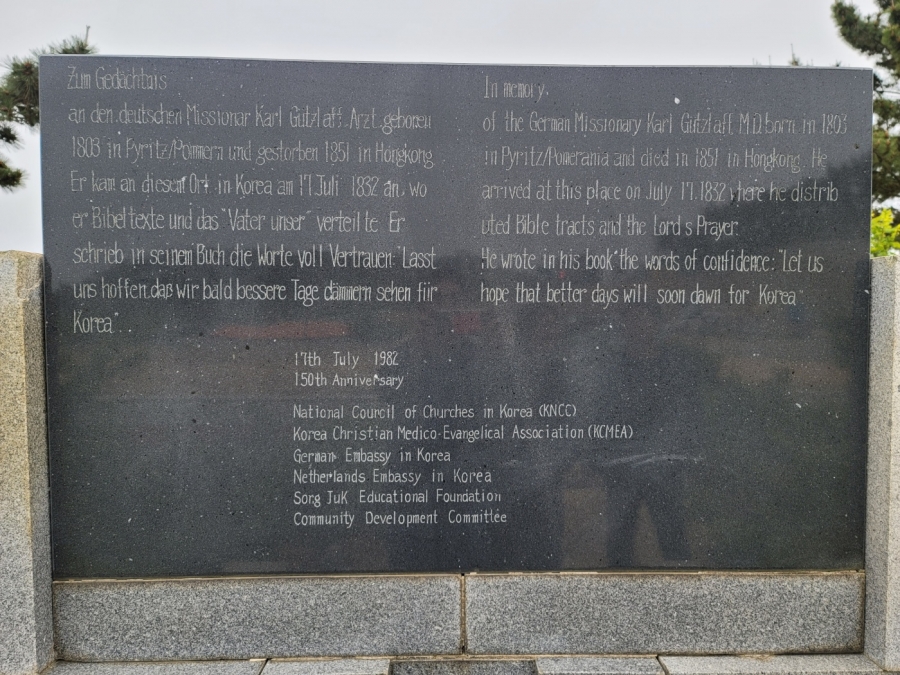 Zum Gedächtnis
an den deutschen Missionar Karl Gützlaff. Arzt, geboren
1803 in Pyritz/Pommern und gestorben 1851 in Hongkong
Er kam an diesem Ort in Korea am 17. Juli 1832 an, wo
er Bibeltexte und das "Vater unser" verteilte. Er
schrieb in seinem Buch die Worte voll Vertrauen: "Lasst
uns hoffen, daß wir bald bessere Tage dämmern sehen für
Korea".
In memory,
of the German Missionary Karl Gützlaff M.D. born in 1803
in Pyritz/Pomerania and died in 1851 in Hongkong. He
arrived at this place on July 17. 1832 where he distrib
uted Bible tracts and the Lord's Prayer.
He wrote in his book the words of confidence: "Let us
hope that better days will soon dawn for Korea"
17th July 1982
150th Anniversary
National Council of Churches in Korea (KNCC)
Korea Christian Medico-Evangelical Association (KCMEA)
German Embassy in Korea
Netherlands Embassy in Korea
Sorg JuK Educational Foundation
Community Development Committee